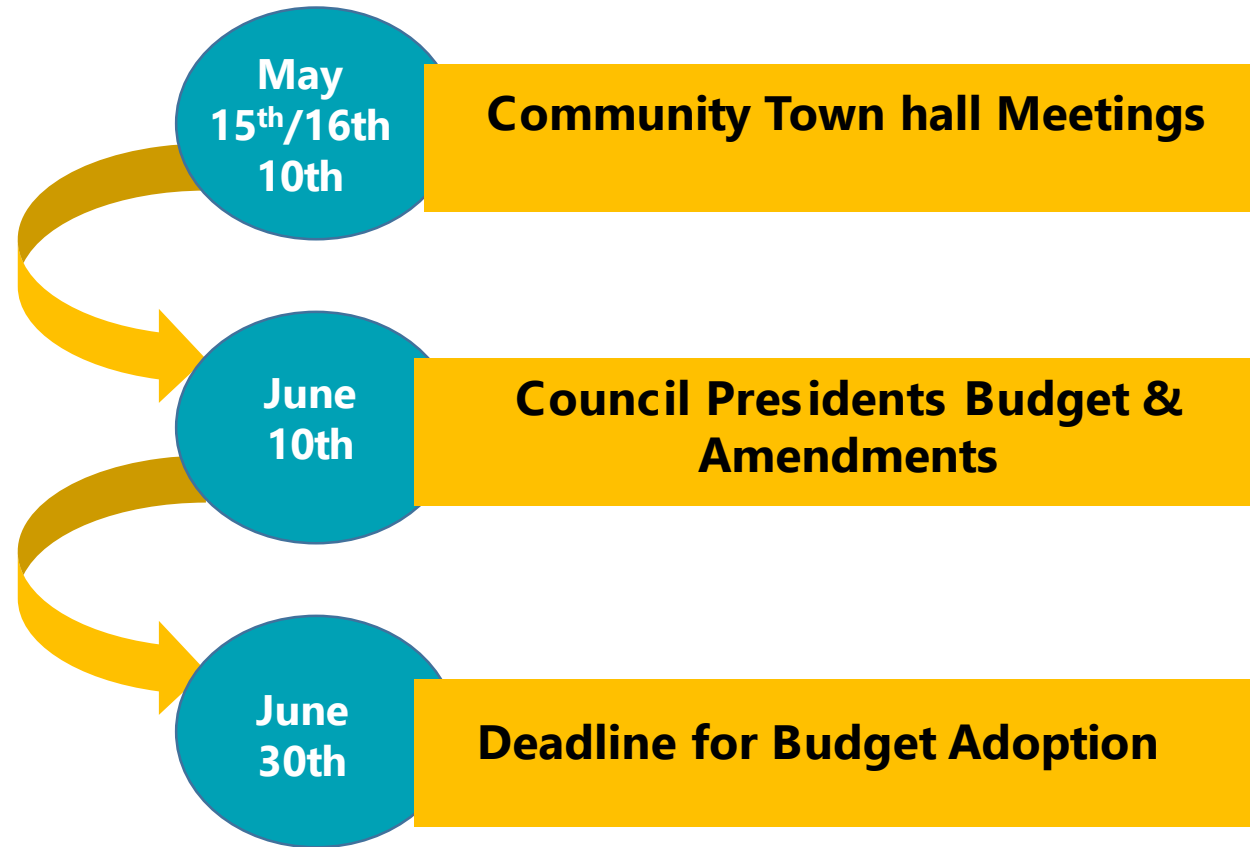 May
15th/16th
10th
Community Town hall Meetings
June
10th
Council Presidents Budget &
Amendments
June
30th
Deadline for Budget Adoption